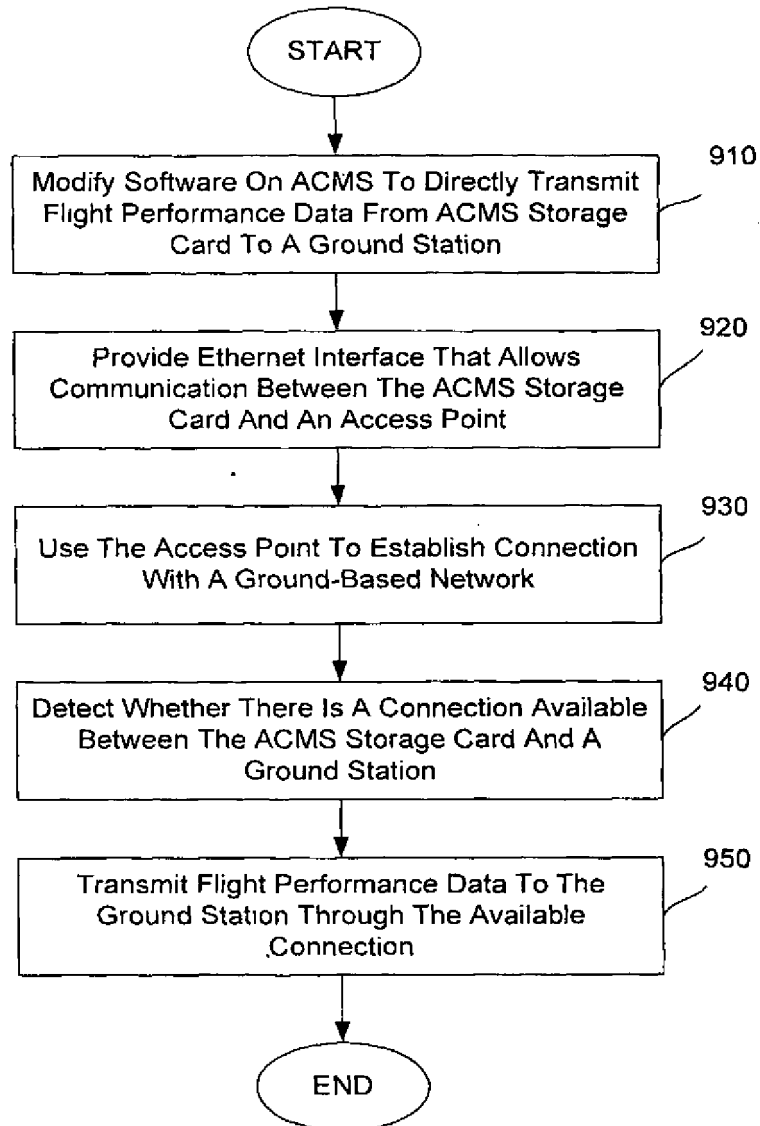 START
910
Modify Software On ACMS To Directly Transmit
Flight Performance Data From ACMS Storage
Card To A Ground Station
920
Provide Ethernet Interface That Allows
Communication Between The ACMS Storage
Card And An Access Point
930
Use The Access Point To Establish Connection
With A Ground-Based Network
940
Detect Whether There Is A Connection Available
Between The ACMS Storage Card And A
Ground Station
950
Transmit Flight Performance Data To The
Ground Station Through The Available
Connection
END